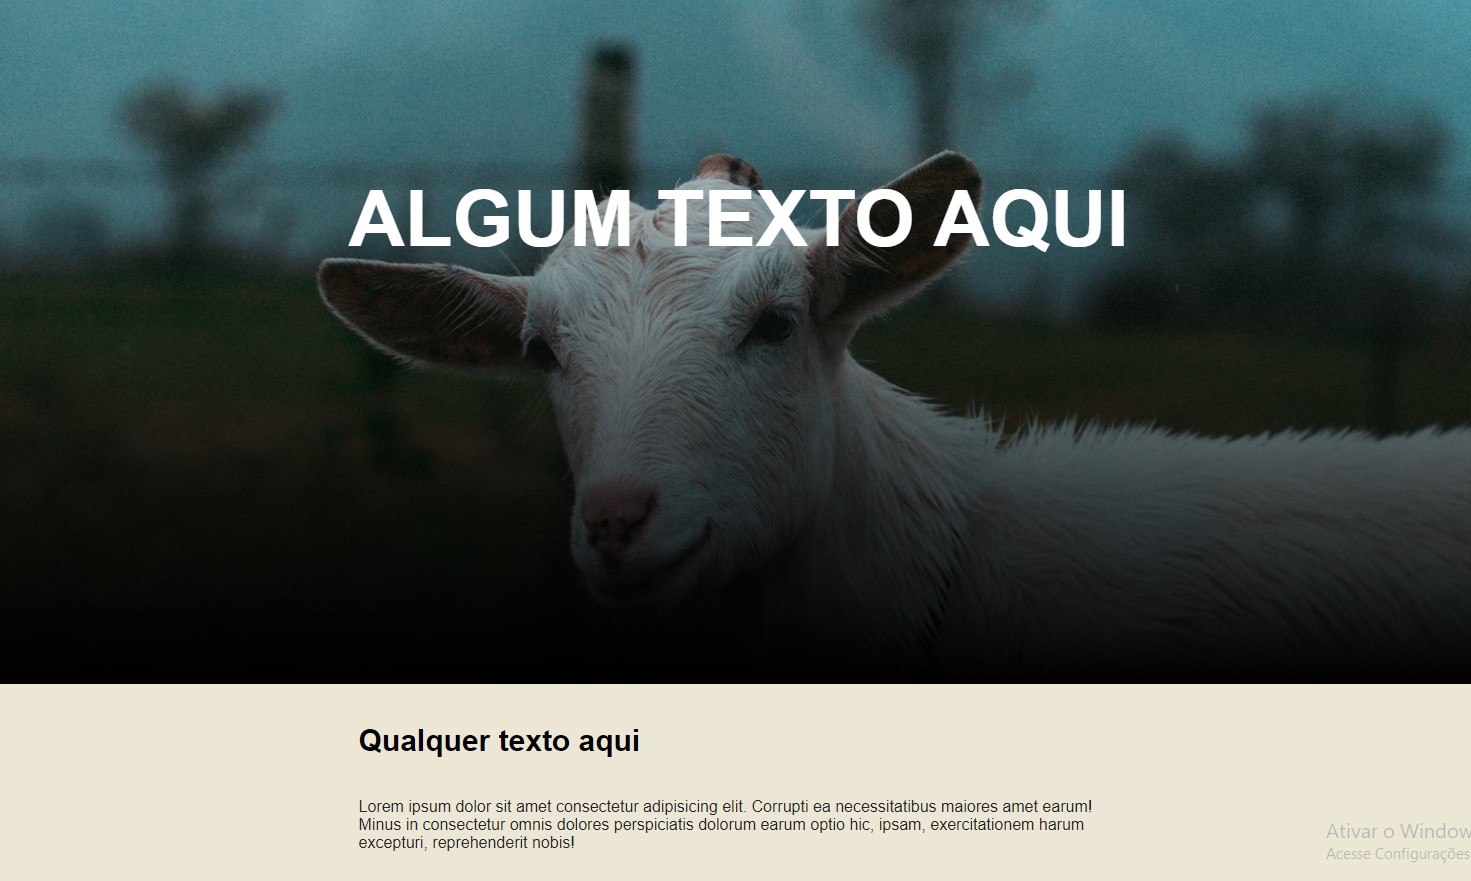 ALGUM TEXTO AQUI
Qualquer texto aqui
Lorem ipsum dolor sit amet consectetur adipisicing elit. Corrupti ea necessitatibus maiores amet earum!
Minus in consectetur omnis dolores perspiciatis dolorum earum optio hic, ipsam, exercitationem harum
excepturi, reprehenderit nobis!
Ativar o Window
Acesse Configurações